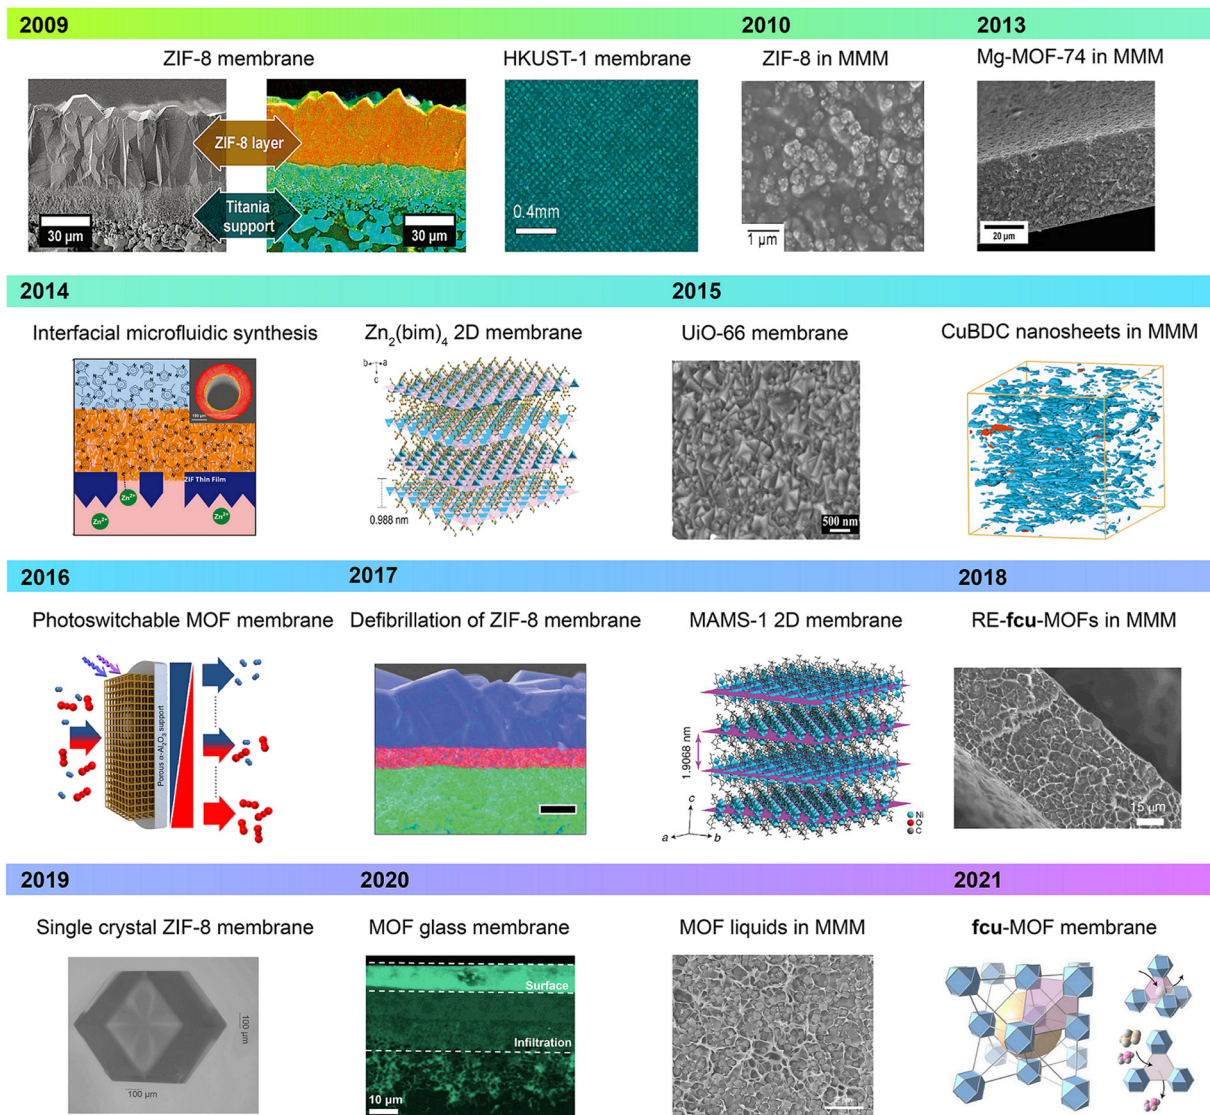 2009
2010
2013
ZIF-8 membrane
HKUST-1 membrane
ZIF-8 in MMM
Mg-MOF-74 in MMM
ZIF-8 layer
Titania
support
30 µm
30 µm
0.4mm
1 µm
20 µm
2014
2015
Interfacial microfluidic synthesis
Zn₂(bim)₄ 2D membrane
UiO-66 membrane
CuBDC nanosheets in MMM
ZIF Thin Film
Zn²⁺
Zn²⁺
Zn²⁺
b
a
c
0.988 nm
500 nm
2016
2017
2018
Photoswitchable MOF membrane
Defibrillation of ZIF-8 membrane
MAMS-1 2D membrane
RE-fcu-MOFs in MMM
Porous α-Al₂O₃ support
1.9068 nm
c
a
b
Ni
O
C
15 µm
2019
2020
2021
Single crystal ZIF-8 membrane
MOF glass membrane
MOF liquids in MMM
fcu-MOF membrane
100 µm
100 µm
Surface
Infiltration
10 µm